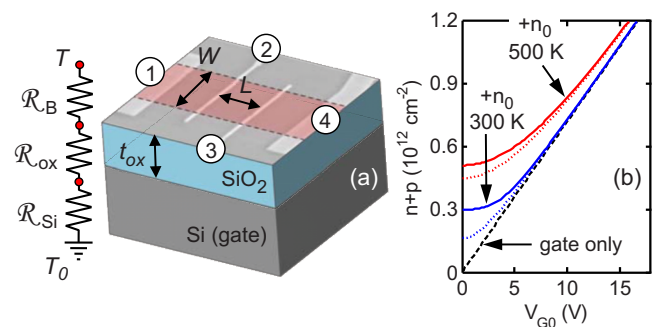 T
ℛB
ℛox
ℛSi
T0
1
2
3
4
W
L
tox
SiO2
Si (gate)
(a)
n+p (10^12 cm^-2)
1.2
0.9
0.6
0.3
0
+n0
500 K
+n0
300 K
(b)
gate only
0 5 10 15
VG0 (V)